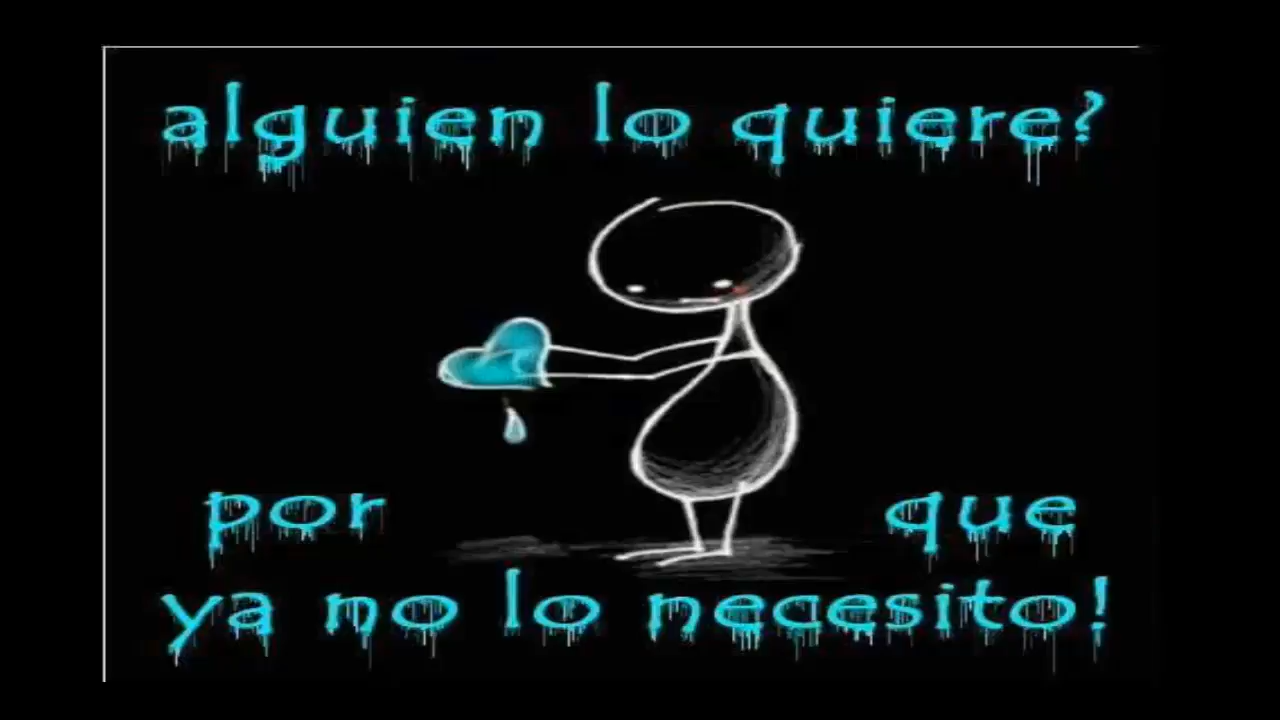 alguien lo quiere?
por que
ya no lo necesito!